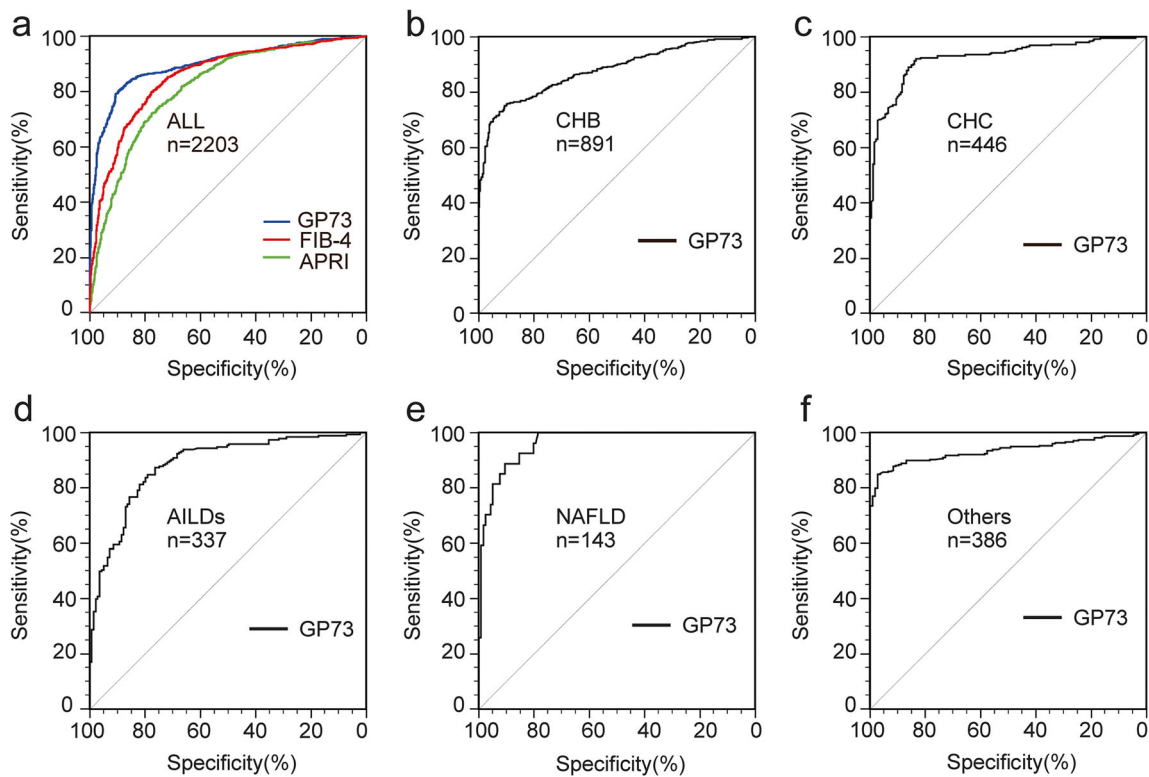 a
100
80
60
40
20
0
Sensitivity(%)
ALL
n=2203
GP73
FIB-4
APRI
100 80 60 40 20 0
Specificity(%)
b
100
80
60
40
20
0
Sensitivity(%)
CHB
n=891
GP73
100 80 60 40 20 0
Specificity(%)
c
100
80
60
40
20
0
Sensitivity(%)
CHC
n=446
GP73
100 80 60 40 20 0
Specificity(%)
d
100
80
60
40
20
0
Sensitivity(%)
AILDs
n=337
GP73
100 80 60 40 20 0
Specificity(%)
e
100
80
60
40
20
0
Sensitivity(%)
NAFLD
n=143
GP73
100 80 60 40 20 0
Specificity(%)
f
100
80
60
40
20
0
Sensitivity(%)
Others
n=386
GP73
100 80 60 40 20 0
Specificity(%)